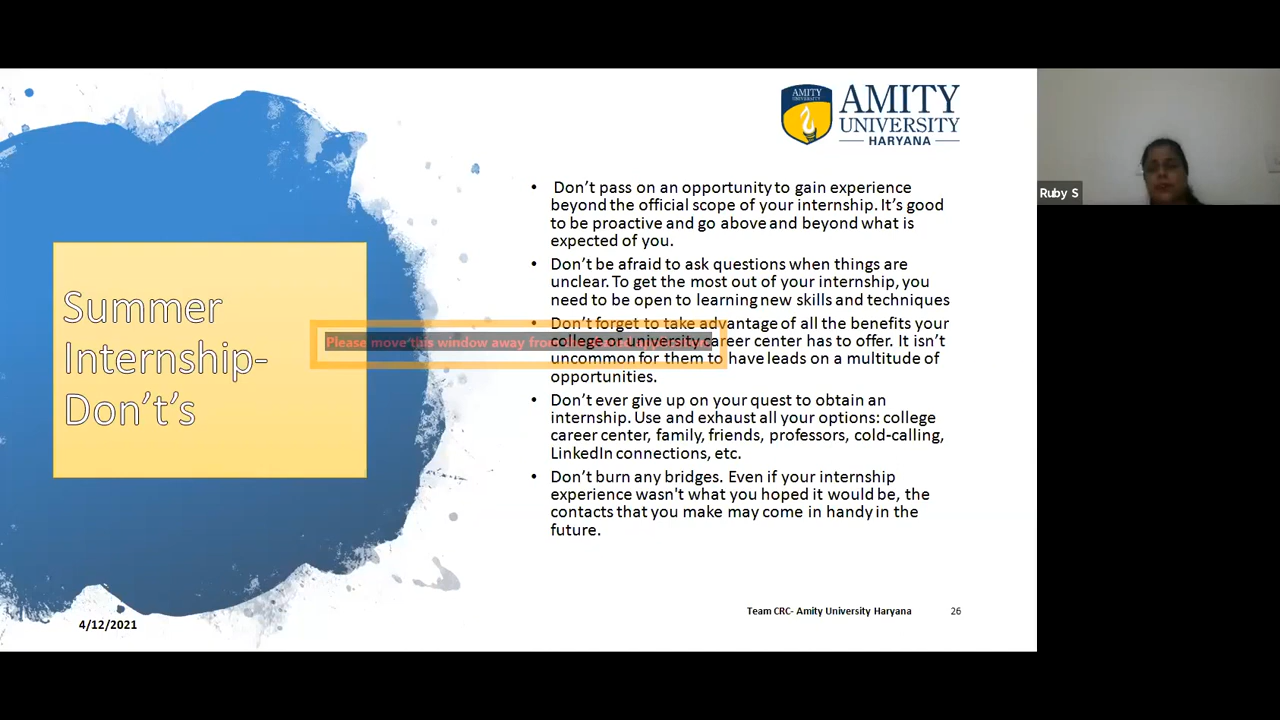 AMITY
UNIVERSITY
AMITY
UNIVERSITY
HARYANA
Ruby S
Summer
Internship-
Don't's
• Don't pass on an opportunity to gain experience
beyond the official scope of your internship. It's good
to be proactive and go above and beyond what is
expected of you.
• Don't be afraid to ask questions when things are
unclear. To get the most out of your internship, you
need to be open to learning new skills and techniques
• Don't forget to take advantage of all the benefits your
college or university career center has to offer. It isn't
uncommon for them to have leads on a multitude of
opportunities.
• Don't ever give up on your quest to obtain an
internship. Use and exhaust all your options: college
career center, family, friends, professors, cold-calling,
LinkedIn connections, etc.
• Don't burn any bridges. Even if your internship
experience wasn't what you hoped it would be, the
contacts that you make may come in handy in the
future.
Please move this window away from
Team CRC- Amity University Haryana
26
4/12/2021